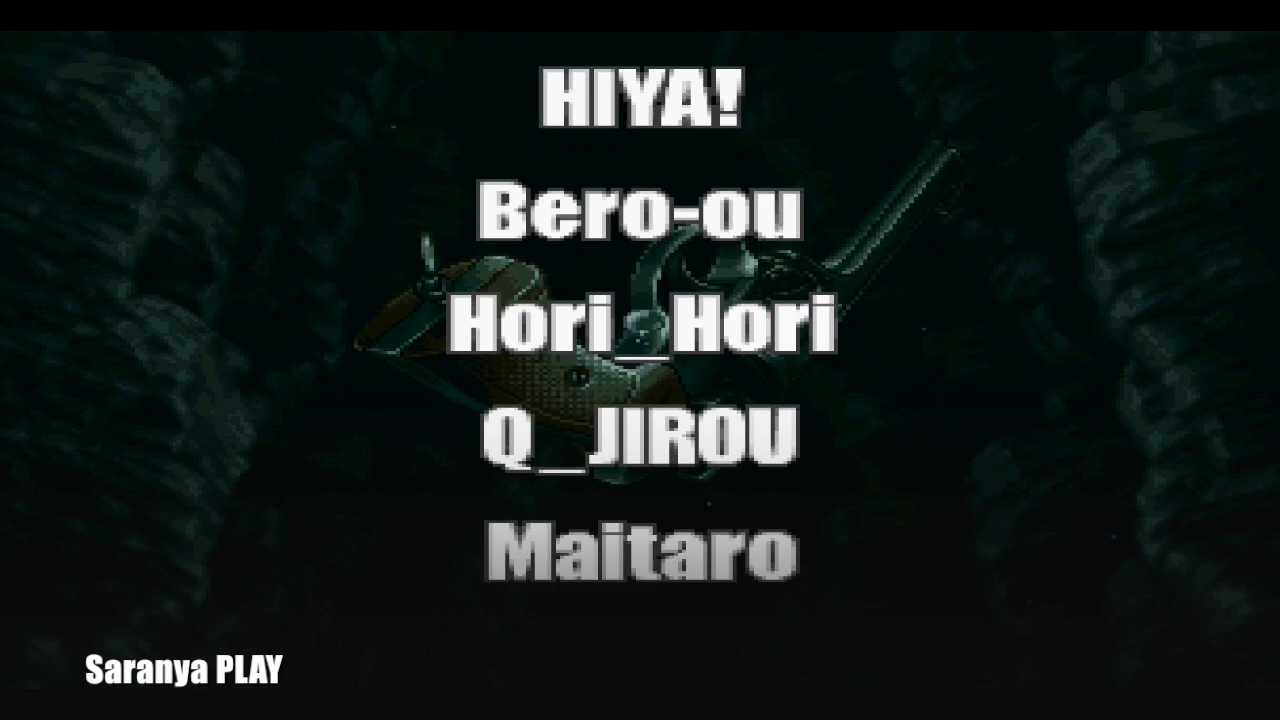 HIYA!
Bero-ou
Hori_Hori
Q_JIROU
Maitaro
Saranya PLAY